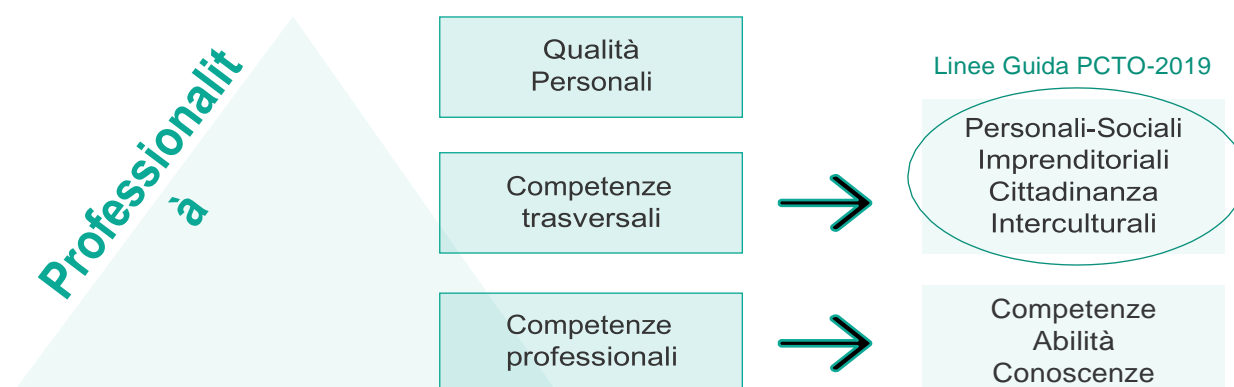 Professionalit
à
Qualità
Personali
Competenze
trasversali
Competenze
professionali
Linee Guida PCTO-2019
Personali-Sociali
Imprenditoriali
Cittadinanza
Interculturali
Competenze
Abilità
Conoscenze